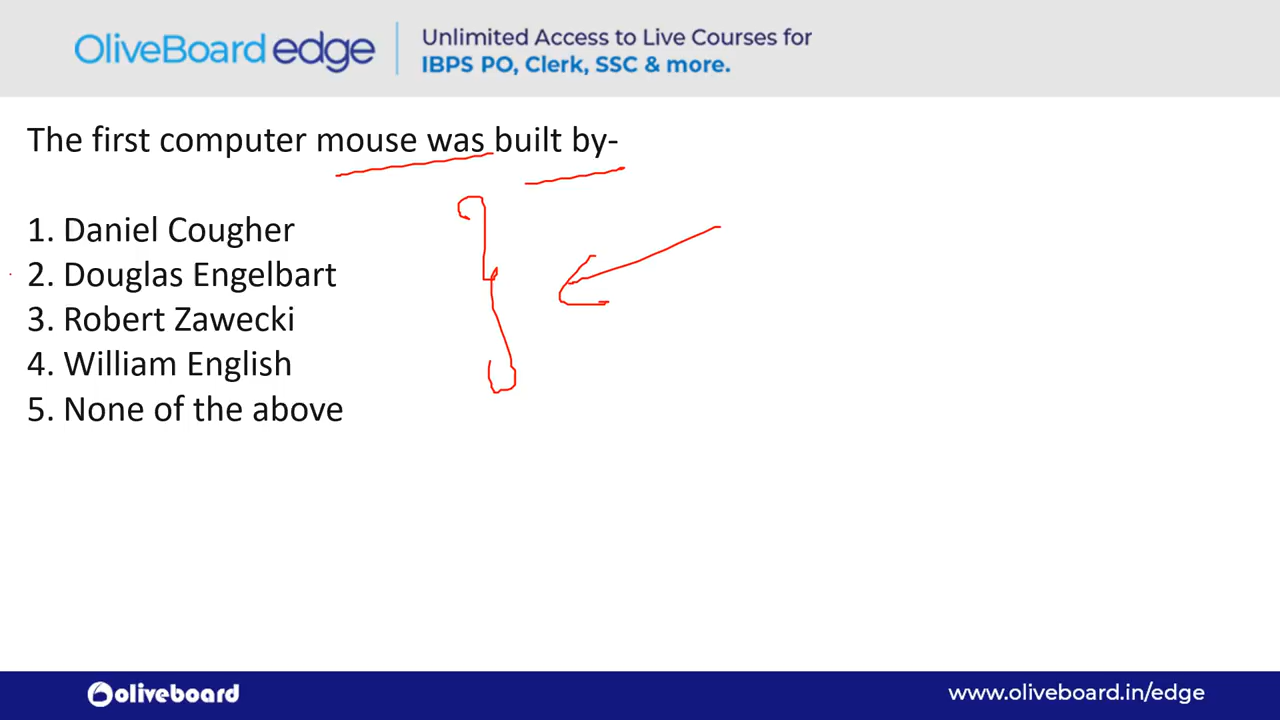 OliveBoard edge
Unlimited Access to Live Courses for
IBPS PO, Clerk, SSC & more.
The first computer mouse was built by-
1. Daniel Cougher
2. Douglas Engelbart
3. Robert Zawecki
4. William English
5. None of the above
oliveboard
www.oliveboard.in/edge